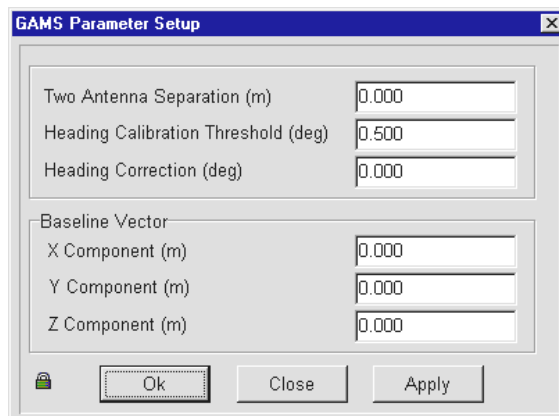 GAMS Parameter Setup
Two Antenna Separation (m) 0.000
Heading Calibration Threshold (deg) 0.500
Heading Correction (deg) 0.000
Baseline Vector
X Component (m) 0.000
Y Component (m) 0.000
Z Component (m) 0.000
Ok Close Apply